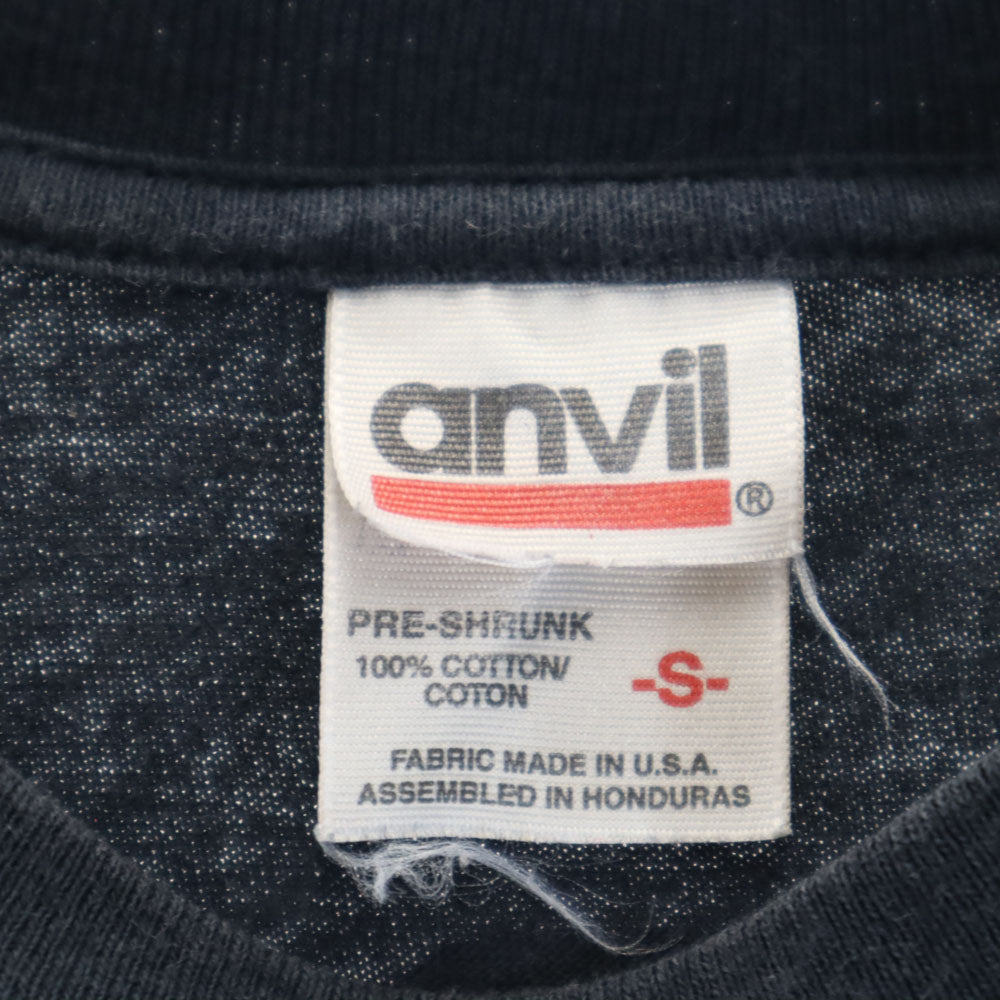 anvil®
PRE-SHRUNK
100% COTTON/
COTON
-S-
FABRIC MADE IN U.S.A.
ASSEMBLED IN HONDURAS